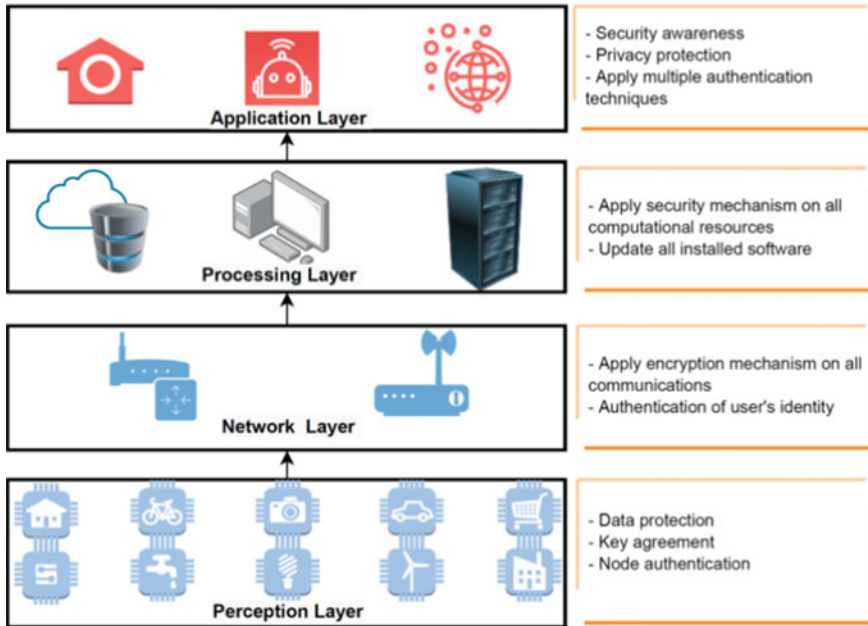 Application Layer
- Security awareness
- Privacy protection
- Apply multiple authentication
techniques
Processing Layer
- Apply security mechanism on all
computational resources
- Update all installed software
Network Layer
- Apply encryption mechanism on all
communications
- Authentication of user's identity
Perception Layer
- Data protection
- Key agreement
- Node authentication